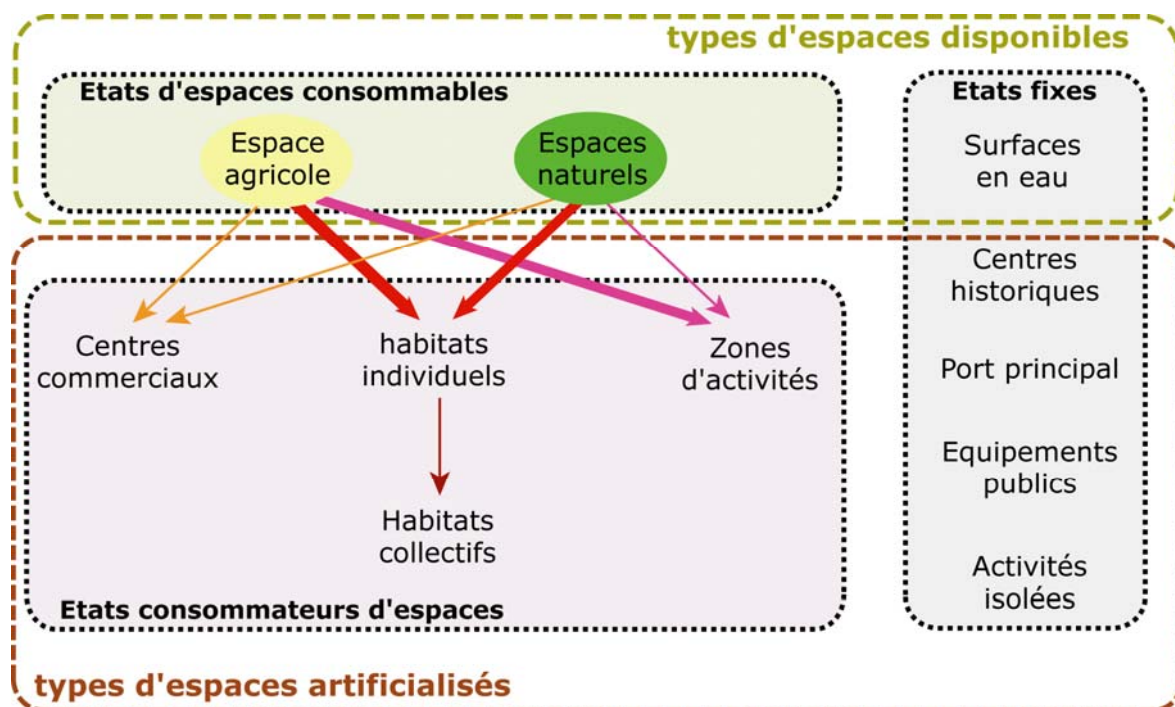 types d'espaces disponibles
Etats d'espaces consommables
Espace
agricole
Espaces
naturels
Etats fixes
Surfaces
en eau
Centres
historiques
Port principal
Equipements
publics
Activités
isolées
Centres
commerciaux
habitats
individuels
Zones
d'activités
Habitats
collectifs
Etats consommateurs d'espaces
types d'espaces artificialisés